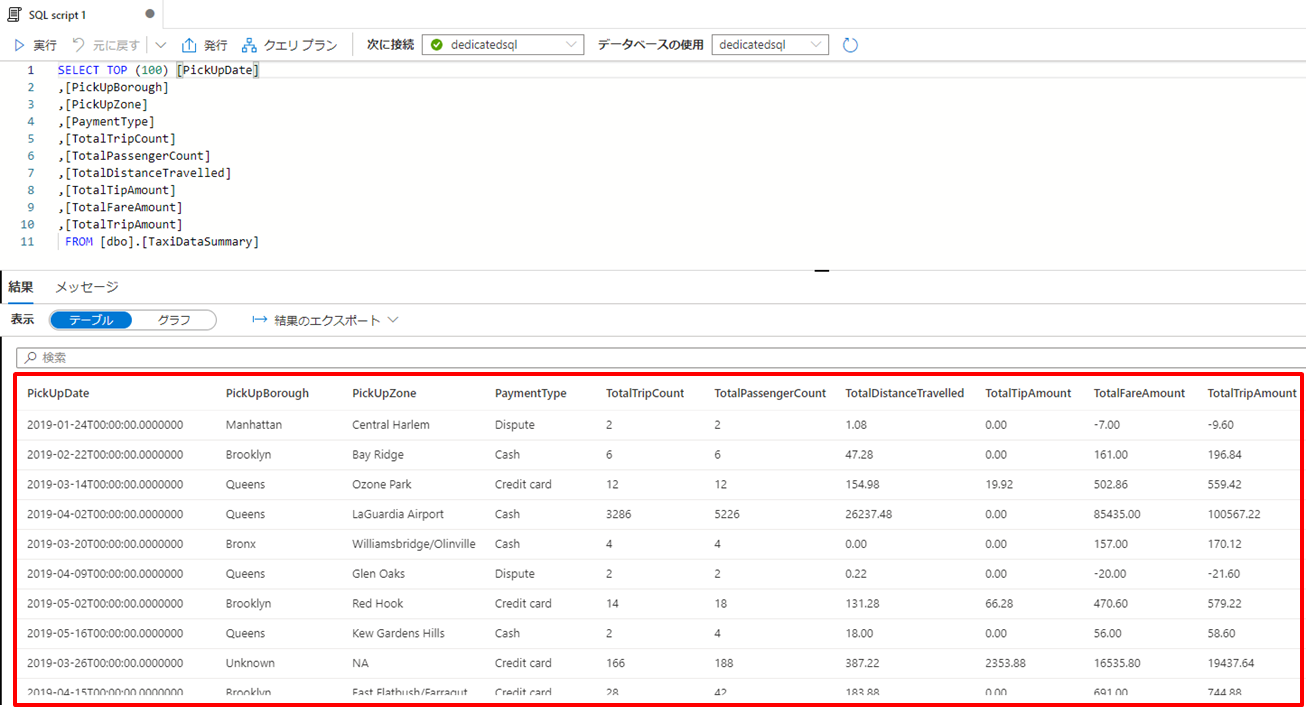 SQL script 1
実行 元に戻す 発行 クエリ プラン 次に接続 dedicatedsql データベースの使用 dedicatedsql
1 SELECT TOP (100) [PickUpDate]
2 ,[PickUpBorough]
3 ,[PickUpZone]
4 ,[PaymentType]
5 ,[TotalTripCount]
6 ,[TotalPassengerCount]
7 ,[TotalDistanceTravelled]
8 ,[TotalTipAmount]
9 ,[TotalFareAmount]
10 ,[TotalTripAmount]
11 FROM [dbo].[TaxiDataSummary]
結果 メッセージ
表示 テーブル グラフ 結果のエクスポート
検索
PickUpDate PickUpBorough PickUpZone PaymentType TotalTripCount TotalPassengerCount TotalDistanceTravelled TotalTipAmount TotalFareAmount TotalTripAmount
2019-01-24T00:00:00.0000000 Manhattan Central Harlem Dispute 2 2 1.08 0.00 -7.00 -9.60
2019-02-22T00:00:00.0000000 Brooklyn Bay Ridge Cash 6 6 47.28 0.00 161.00 196.84
2019-03-14T00:00:00.0000000 Queens Ozone Park Credit card 12 12 154.98 19.92 502.86 559.42
2019-04-02T00:00:00.0000000 Queens LaGuardia Airport Cash 3286 5226 26237.48 0.00 85435.00 100567.22
2019-03-20T00:00:00.0000000 Bronx Williamsbridge/Olinville Cash 4 4 0.00 0.00 157.00 170.12
2019-04-09T00:00:00.0000000 Queens Glen Oaks Dispute 2 2 0.22 0.00 -20.00 -21.60
2019-05-02T00:00:00.0000000 Brooklyn Red Hook Credit card 14 18 131.28 66.28 470.60 579.22
2019-05-16T00:00:00.0000000 Queens Kew Gardens Hills Cash 2 4 18.00 0.00 56.00 58.60
2019-03-26T00:00:00.0000000 Unknown NA Credit card 166 188 387.22 2353.88 16535.80 19437.64
2019-04-15T00:00:00.0000000 Brooklyn East Flatbush/Farragut Credit card 28 42 183.88 0.00 691.00 744.88